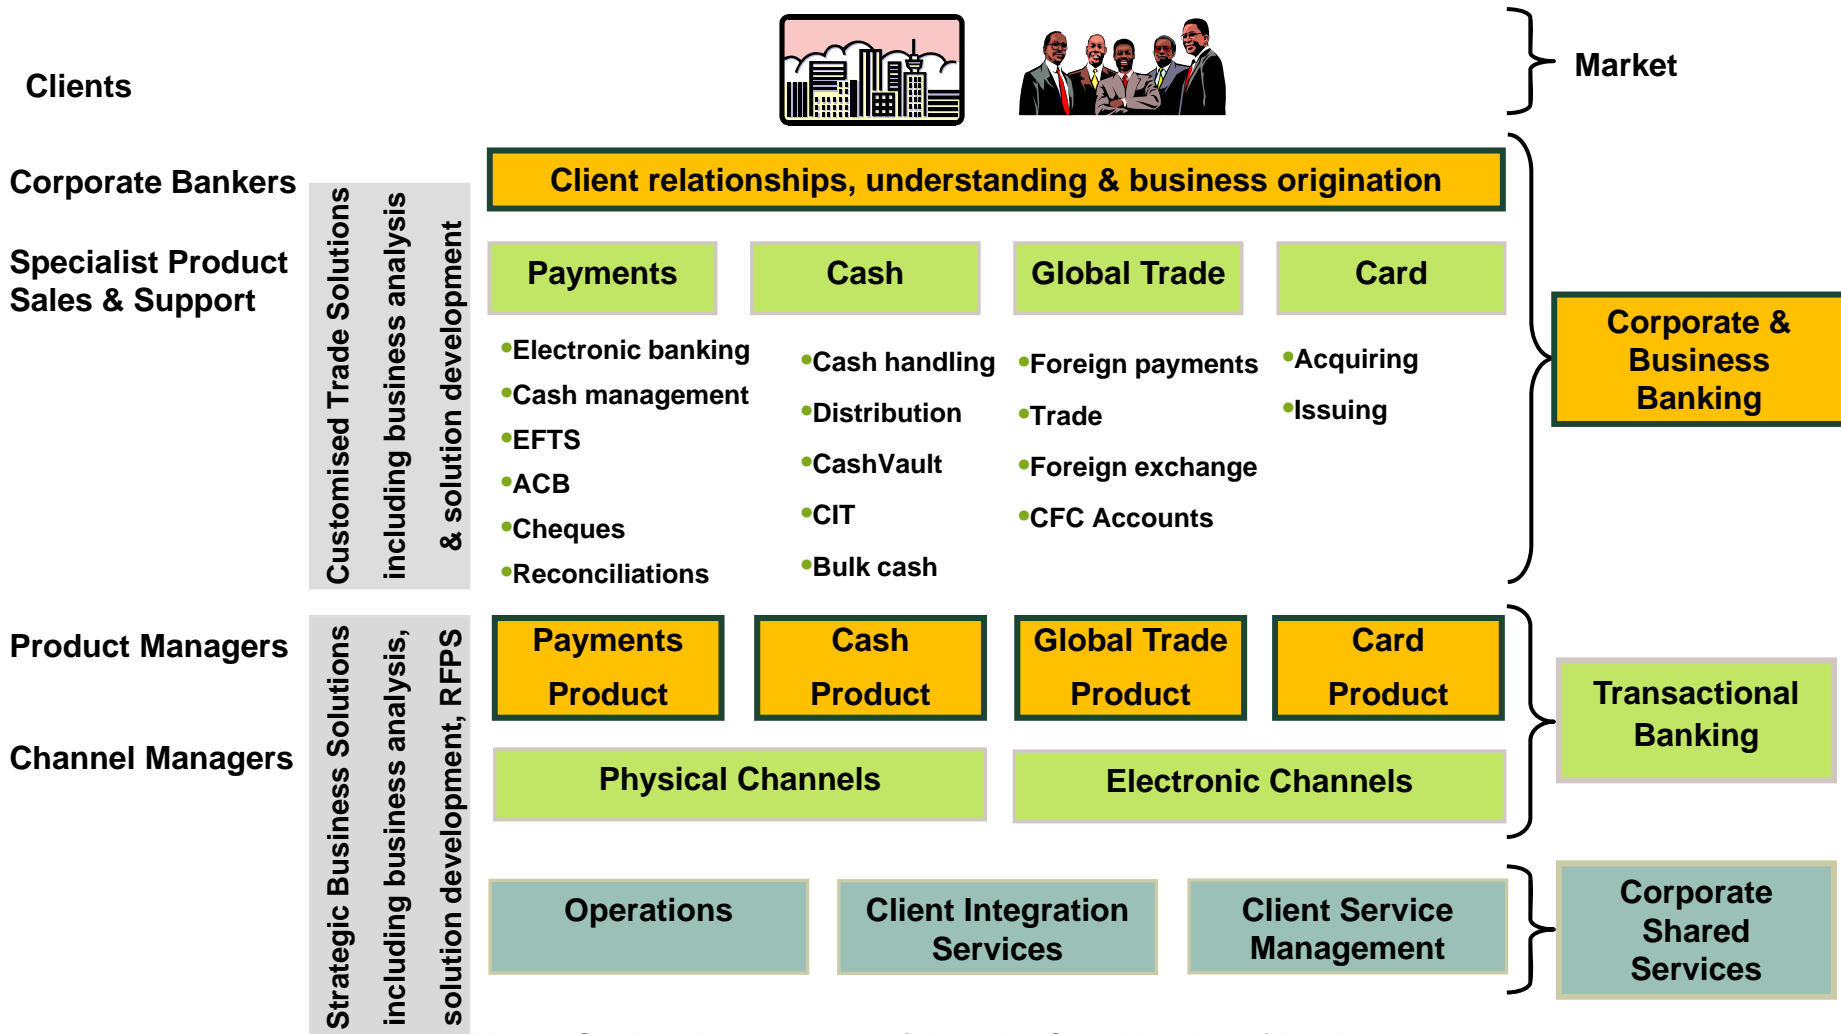 Clients
Market
Corporate Bankers
Client relationships, understanding & business origination
Specialist Product
Sales & Support
Customised Trade Solutions
including business analysis
& solution development
Payments
Cash
Global Trade
Card
•Electronic banking
•Cash management
•EFTS
•ACB
•Cheques
•Reconciliations
•Cash handling
•Distribution
•CashVault
•CIT
•Bulk cash
•Foreign payments
•Trade
•Foreign exchange
•CFC Accounts
•Acquiring
•Issuing
Corporate &
Business
Banking
Product Managers
Channel Managers
Strategic Business Solutions
including business analysis,
solution development, RFPS
Payments
Product
Cash
Product
Global Trade
Product
Card
Product
Physical Channels
Electronic Channels
Transactional
Banking
Operations
Client Integration
Services
Client Service
Management
Corporate
Shared
Services